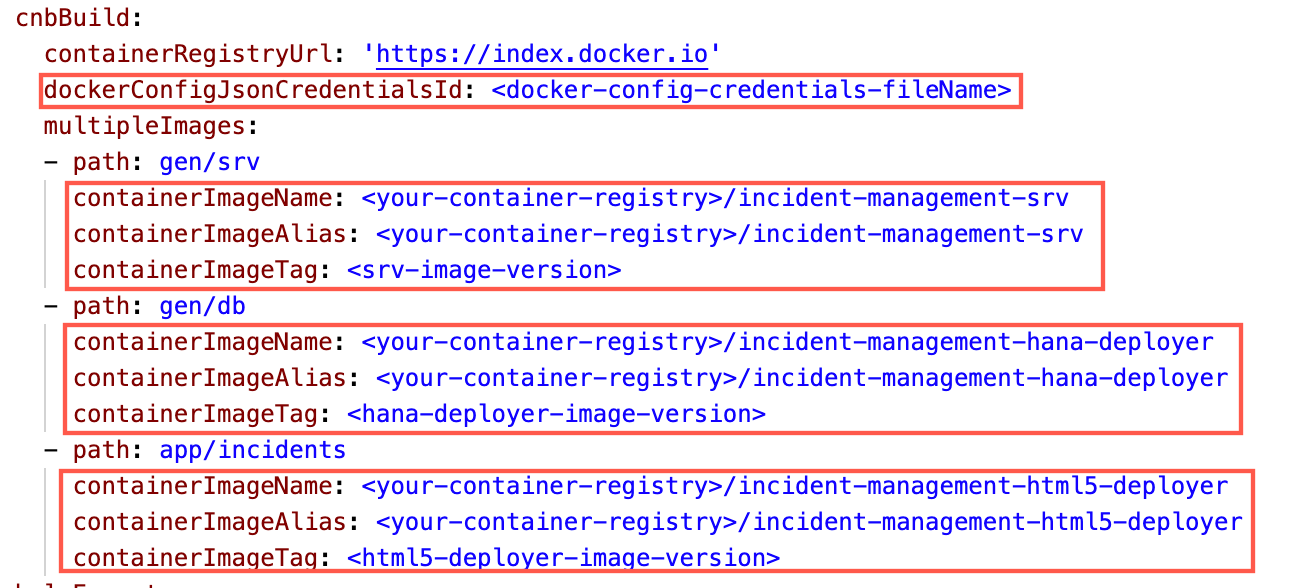 cnbBuild:
containerRegistryUrl: 'https://index.docker.io'
dockerConfigJsonCredentialsId: <docker-config-credentials-fileName>
multipleImages:
- path: gen/srv
containerImageName: <your-container-registry>/incident-management-srv
containerImageAlias: <your-container-registry>/incident-management-srv
containerImageTag: <srv-image-version>
- path: gen/db
containerImageName: <your-container-registry>/incident-management-hana-deployer
containerImageAlias: <your-container-registry>/incident-management-hana-deployer
containerImageTag: <hana-deployer-image-version>
- path: app/incidents
containerImageName: <your-container-registry>/incident-management-html5-deployer
containerImageAlias: <your-container-registry>/incident-management-html5-deployer
containerImageTag: <html5-deployer-image-version>